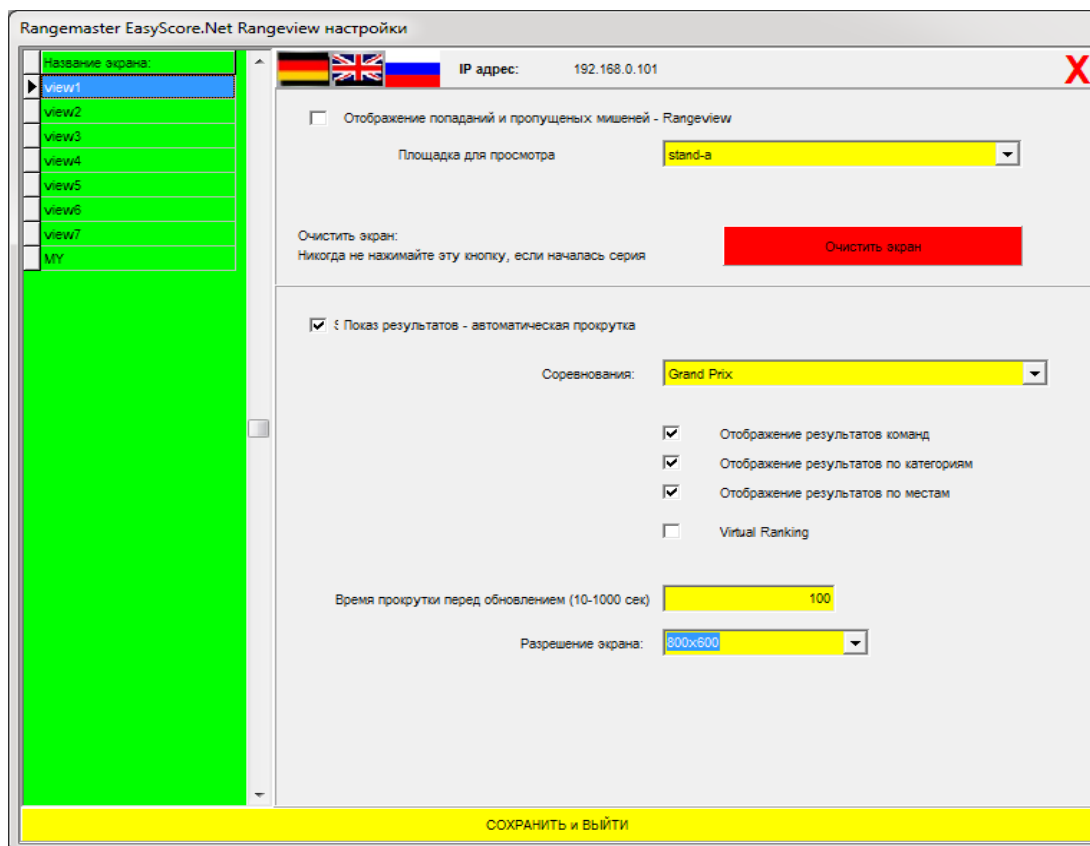 Rangemaster EasyScore.Net Rangeview настройки
Название экрана:
view1
view2
view3
view4
view5
view6
view7
MY
IP адрес: 192.168.0.101
X
Отображение попаданий и пропущеных мишеней - Rangeview
Площадка для просмотра stand-a
Очистить экран:
Никогда не нажимайте эту кнопку, если началась серия
Очистить экран
Показ результатов - автоматическая прокрутка
Соревнования: Grand Prix
Отображение результатов команд
Отображение результатов по категориям
Отображение результатов по местам
Virtual Ranking
Время прокрутки перед обновлением (10-1000 сек) 100
Разрешение экрана: 800x600
СОХРАНИТЬ и ВЫЙТИ